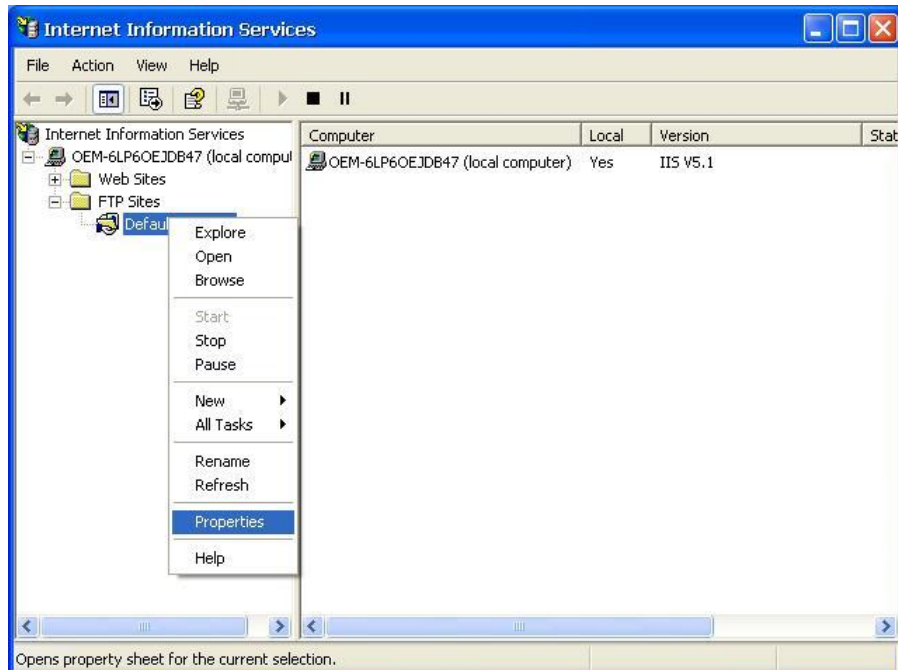 Internet Information Services
File Action View Help
Internet Information Services
OEM-6LP6OEJDB47 (local comput
Web Sites
FTP Sites
Defaul
Computer Local Version Stat
OEM-6LP6OEJDB47 (local computer) Yes IIS V5.1
Explore
Open
Browse
Start
Stop
Pause
New
All Tasks
Rename
Refresh
Properties
Help
Opens property sheet for the current selection.